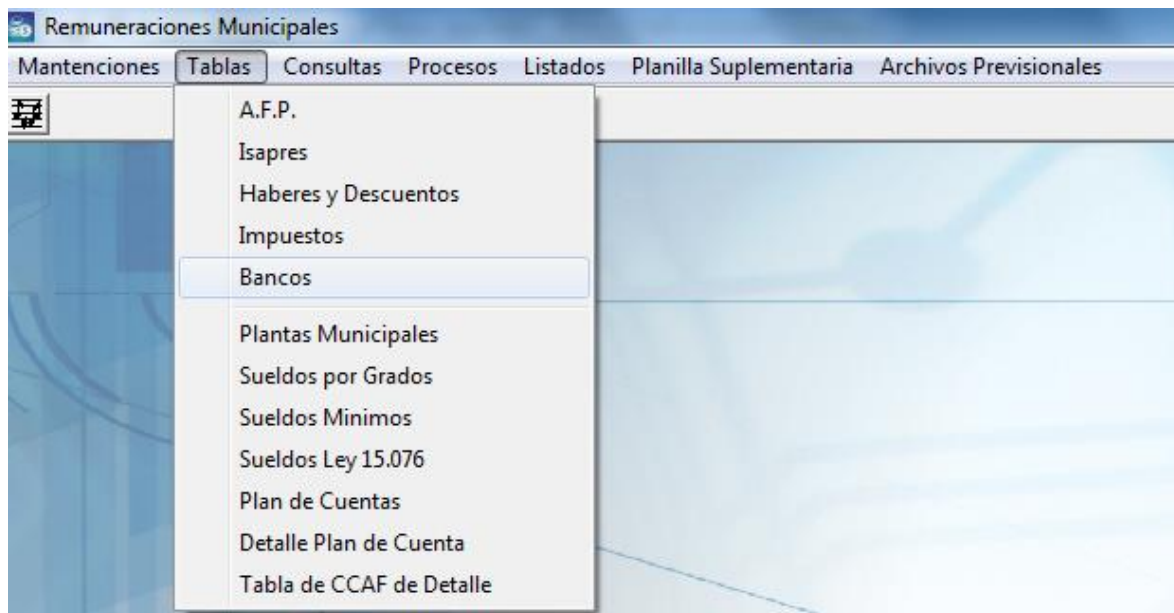 Remuneraciones Municipales
Mantenciones Tablas Consultas Procesos Listados Planilla Suplementaria Archivos Previsionales
A.F.P.
Isapres
Haberes y Descuentos
Impuestos
Bancos
Plantas Municipales
Sueldos por Grados
Sueldos Minimos
Sueldos Ley 15.076
Plan de Cuentas
Detalle Plan de Cuenta
Tabla de CCAF de Detalle